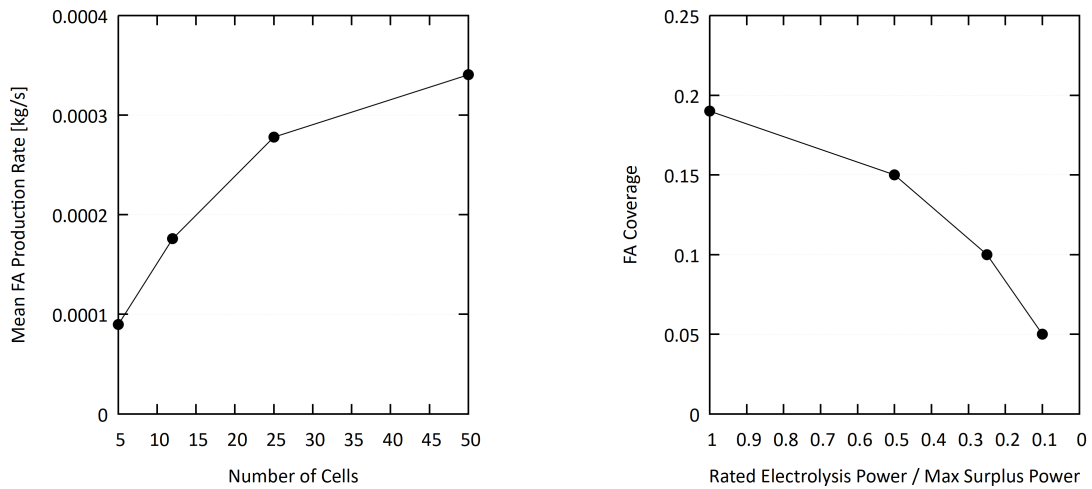 0.0004
0.0003
0.0002
0.0001
0
Mean FA Production Rate [kg/s]
5 10 15 20 25 30 35 40 45 50
Number of Cells
0.25
0.2
0.15
0.1
0.05
0
FA Coverage
1 0.9 0.8 0.7 0.6 0.5 0.4 0.3 0.2 0.1 0
Rated Electrolysis Power / Max Surplus Power